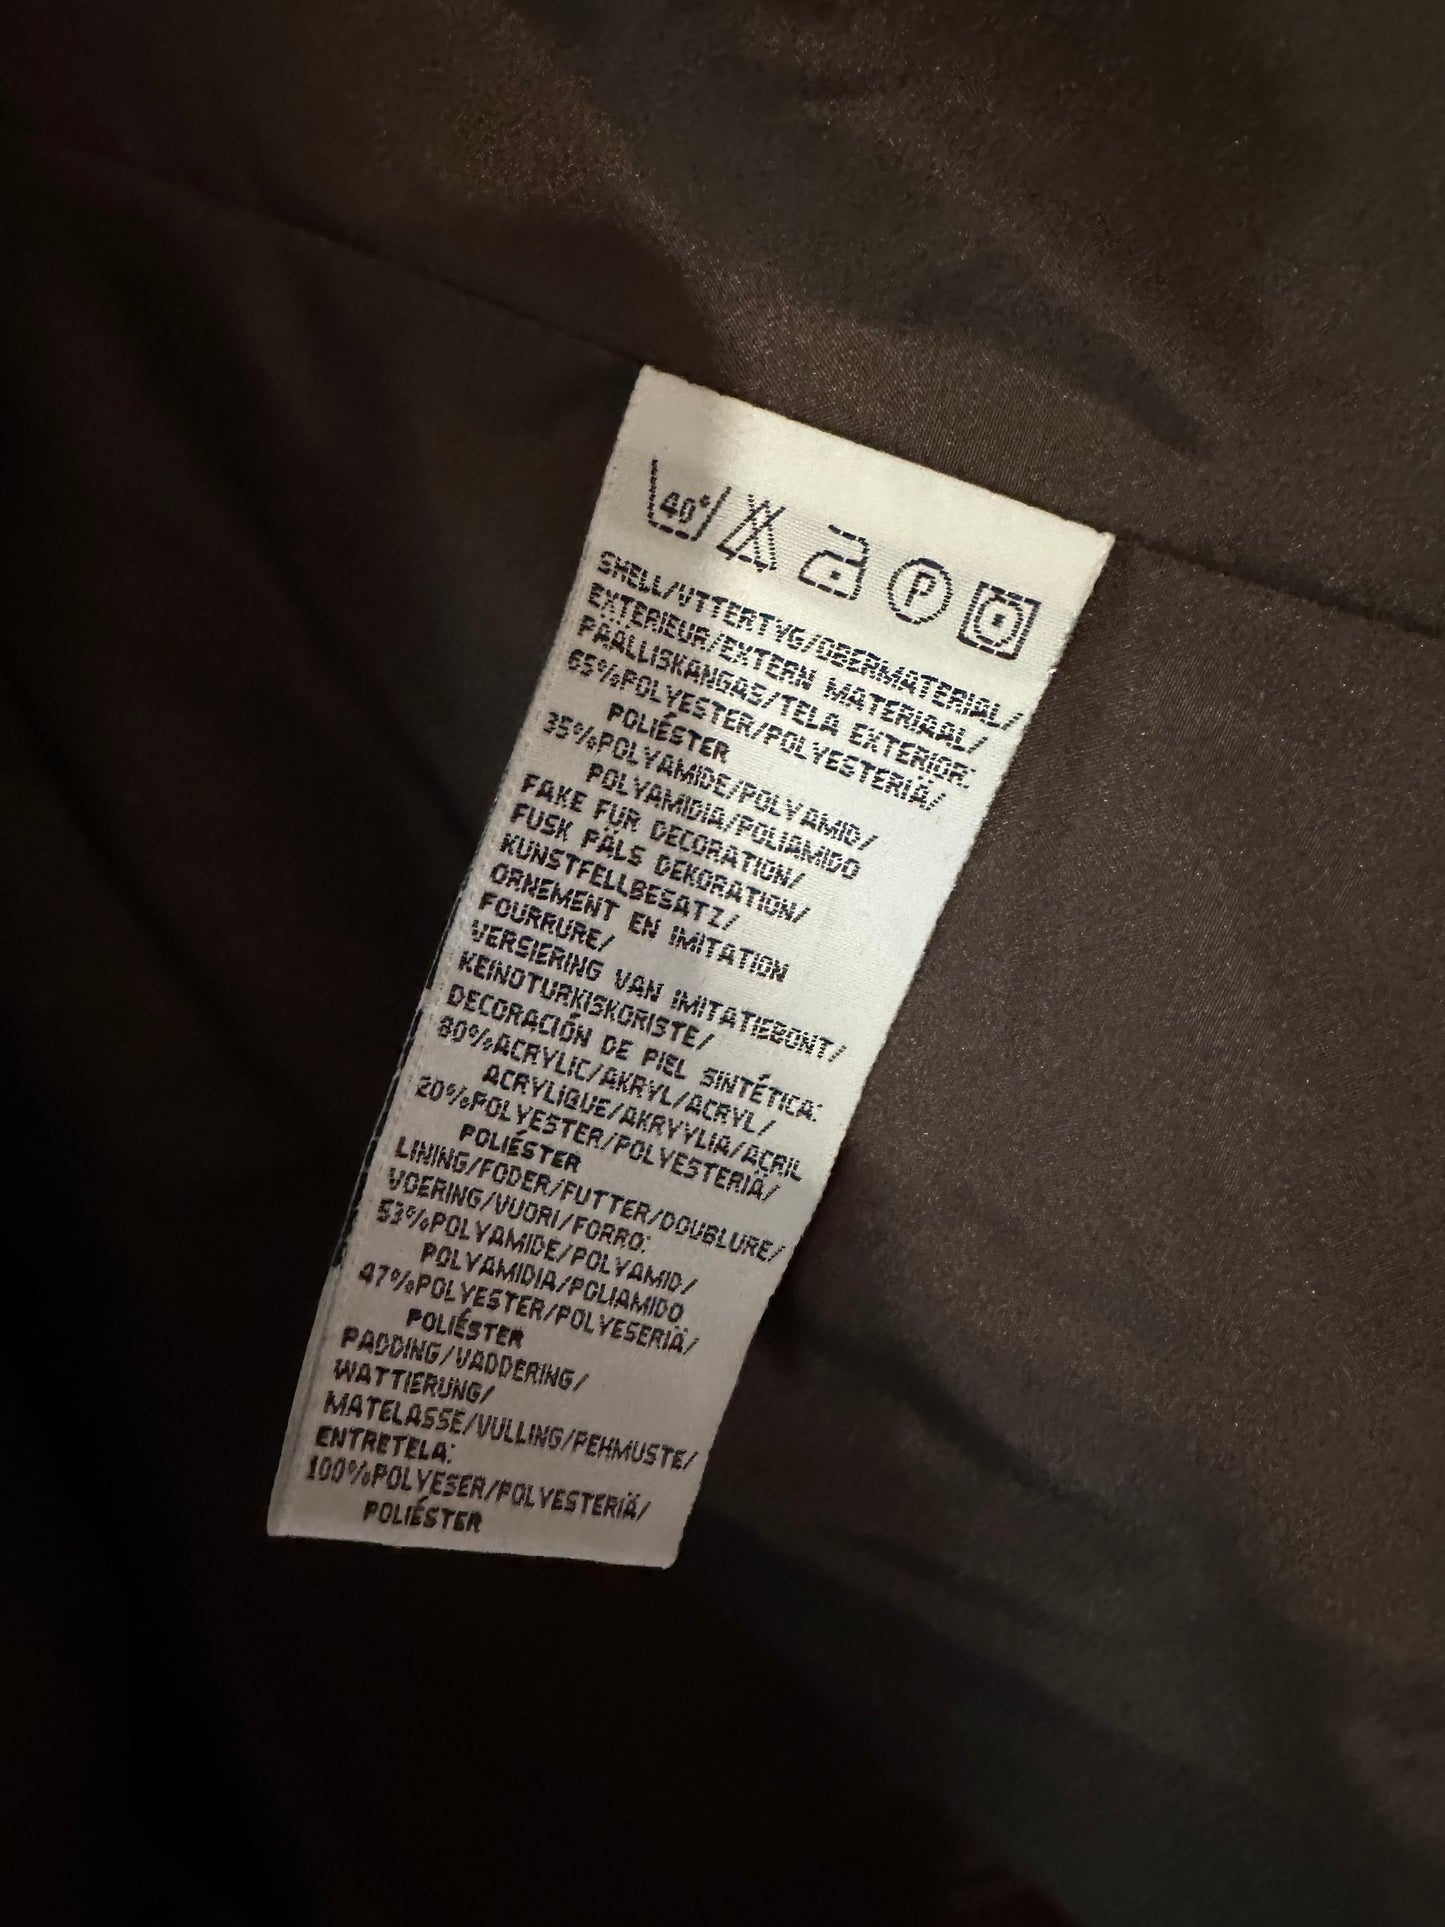 40°
P
SHELL/YTTERTYG/OBERMATERIAL/
EXTERIEUR/EXTERN MATERIAAL/
PÄÄLLISKANGAS/TELA EXTERIOR:
65%POLYESTER/POLYESTERIÄ/
POLIÉSTER
35%POLYAMIDE/POLYAMID/
POLYAMIDIA/POLIAMIDO
FAKE FUR DECORATION/
FUSK PÄLS DEKORATION/
KUNSTFELLBESATZ/
ORNEMENT EN IMITATION
FOURRURE/
VERSIERING VAN IMITATIEBONT/
KEINOTURKISKORISTE/
DECORACIÓN DE PIEL SINTÉTICA:
80%ACRYLIC/AKRYL/ACRYL/
ACRYLIQUE/AKRYYLIA/ACRIL
20%POLYESTER/POLYESTERIÄ/
POLIÉSTER
LINING/FODER/FUTTER/DOUBLURE/
VOERING/VUORI/FORRO:
53%POLYAMIDE/POLYAMID/
POLYAMIDIA/POLIAMIDO
47%POLYESTER/POLYESERIÄ/
POLIÉSTER
PADDING/VADDERING/
WATTIERUNG/
MATELASSE/VULLING/PEHMUSTE/
ENTRETELA:
100%POLYESER/POLYESTERIÄ/
POLIÉSTER